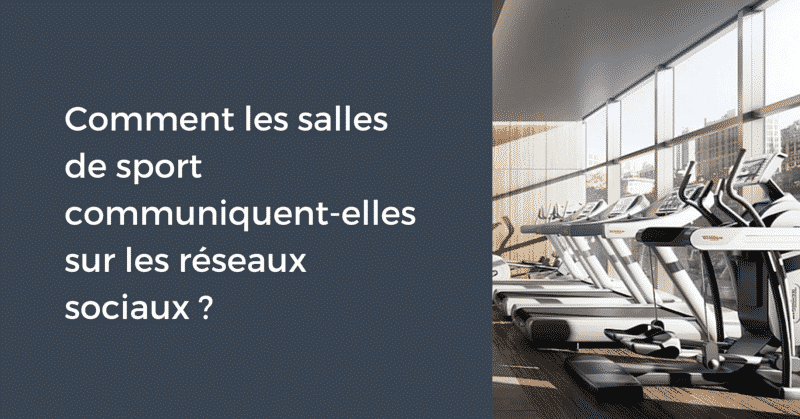 Comment les salles
de sport
communiquent-elles
sur les réseaux
sociaux ?